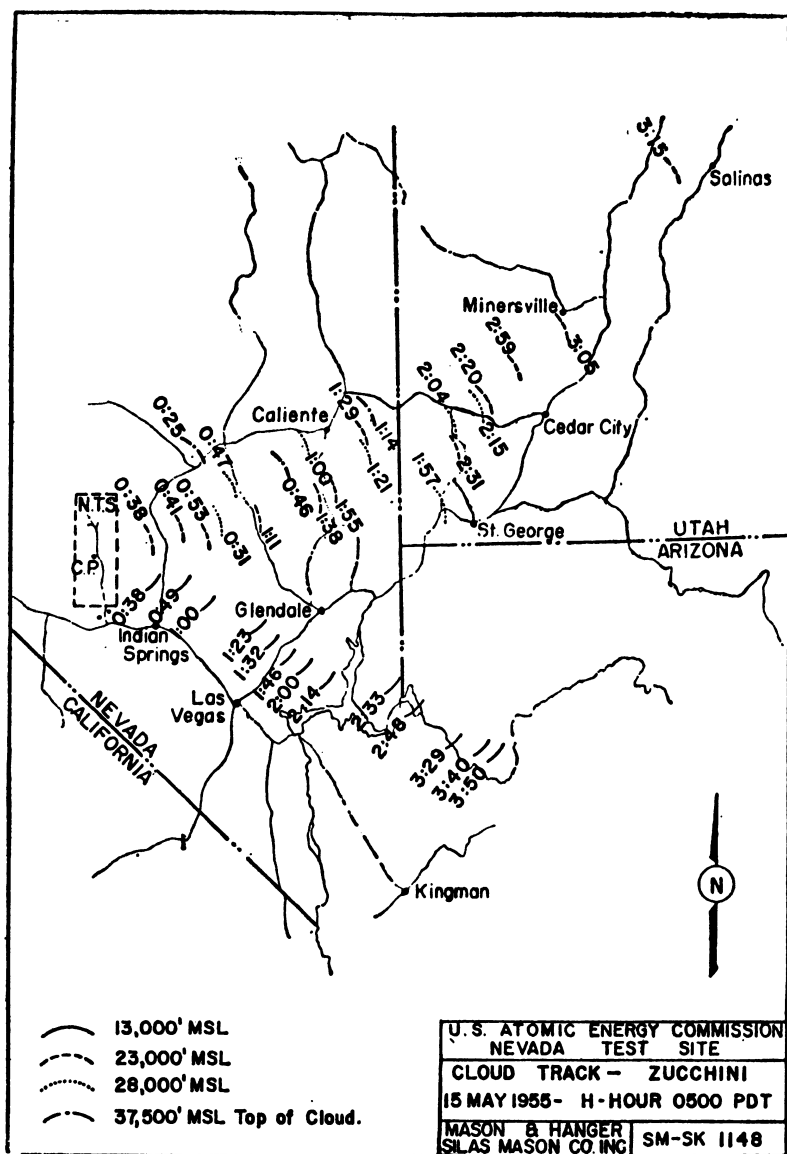 3:15
Salinas
Minersville
2:59
3:05
2:20
2:04
Caliente
1:29
1:14
Cedar City
2:15
0:25
0:47
1:21
1:57
2:31
0:38
0:41
0:53
1:00
0:46
1:38
1:55
N.T.S.
0:31
1:11
St. George
UTAH
ARIZONA
C.P.
0:38
0:49
:00
Glendale
Indian
Springs
1:23
1:32
1:46
2:00
2:14
Las
Vegas
2:33
2:48
NEVADA
CALIFORNIA
3:29
3:40
3:50
Kingman
N
13,000' MSL
23,000' MSL
28,000' MSL
37,500' MSL Top of Cloud.
U.S. ATOMIC ENERGY COMMISSION
NEVADA TEST SITE
CLOUD TRACK – ZUCCHINI
15 MAY 1955- H-HOUR 0500 PDT
MASON & HANGER
SILAS MASON CO. INC
SM-SK 1148